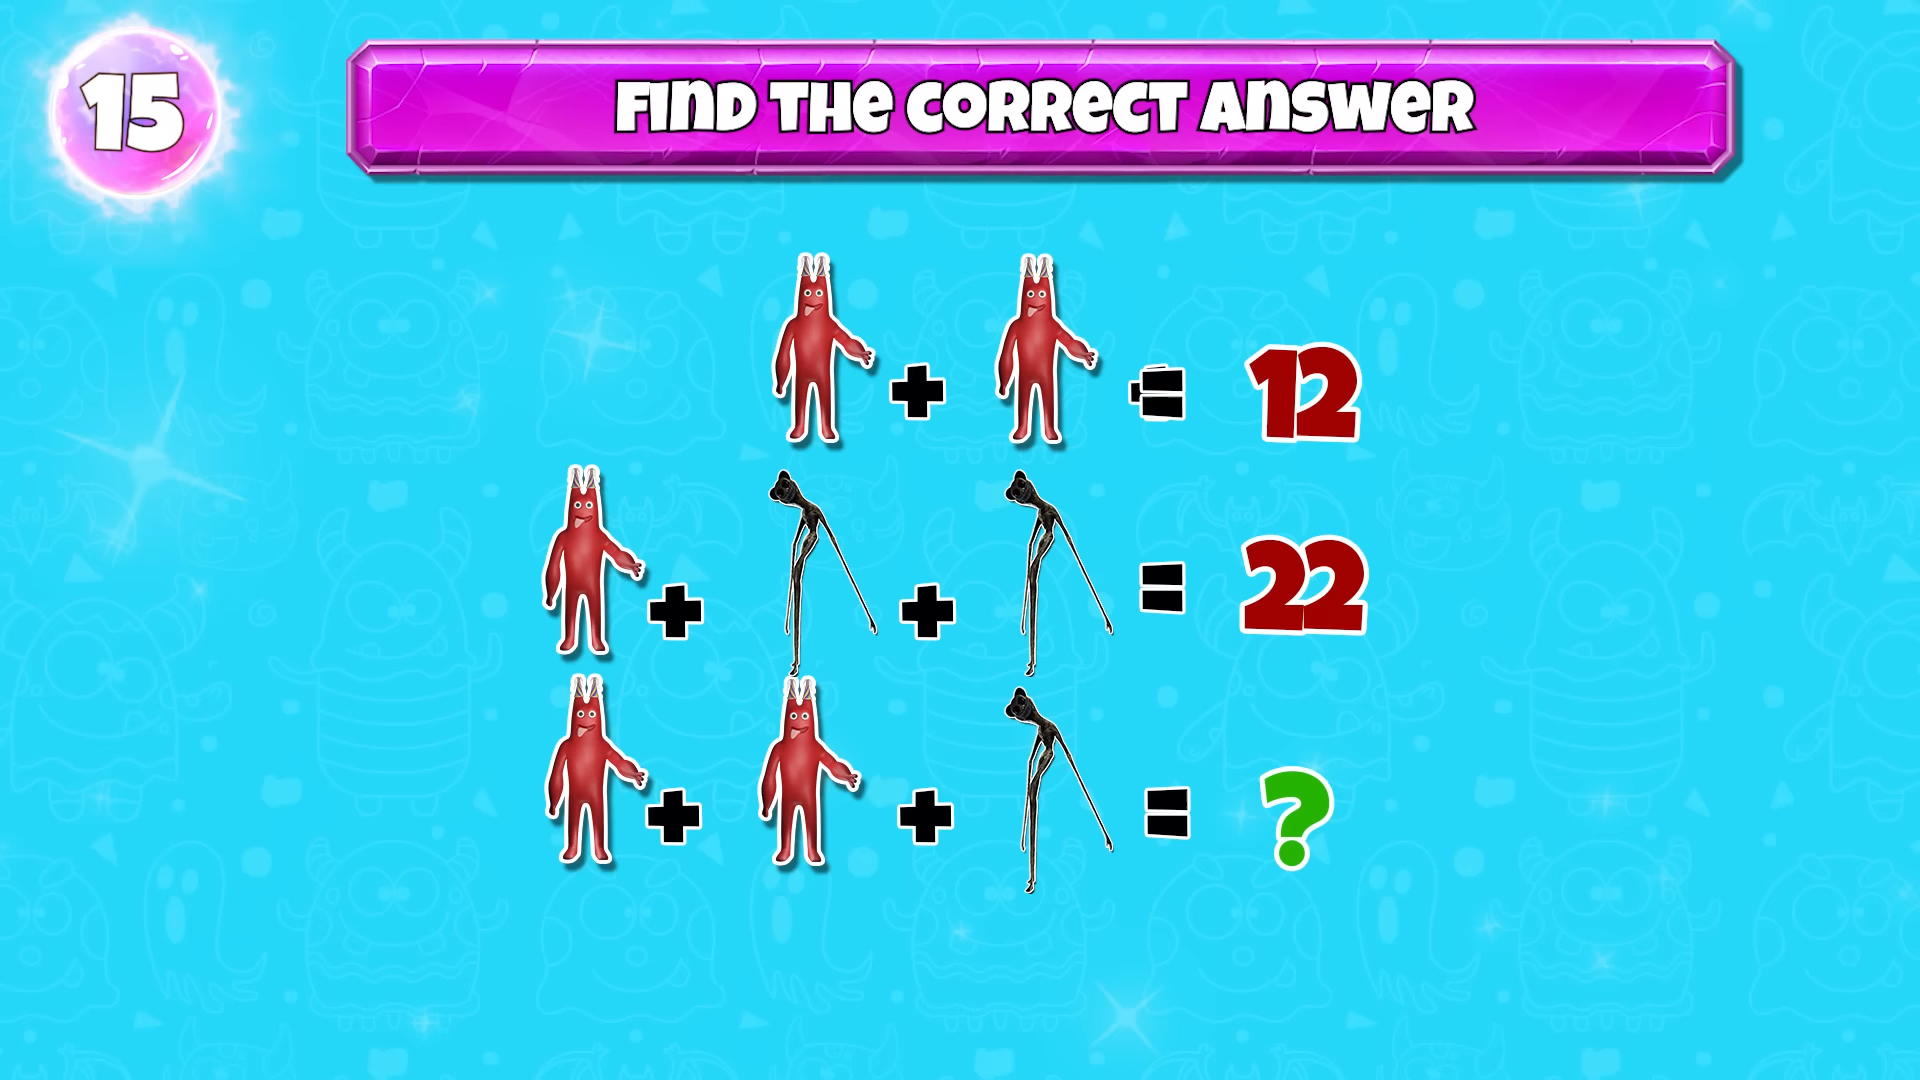 15
FIND THE CORRECT ANSWER
+ = 12
+ + = 22
+ + = ?